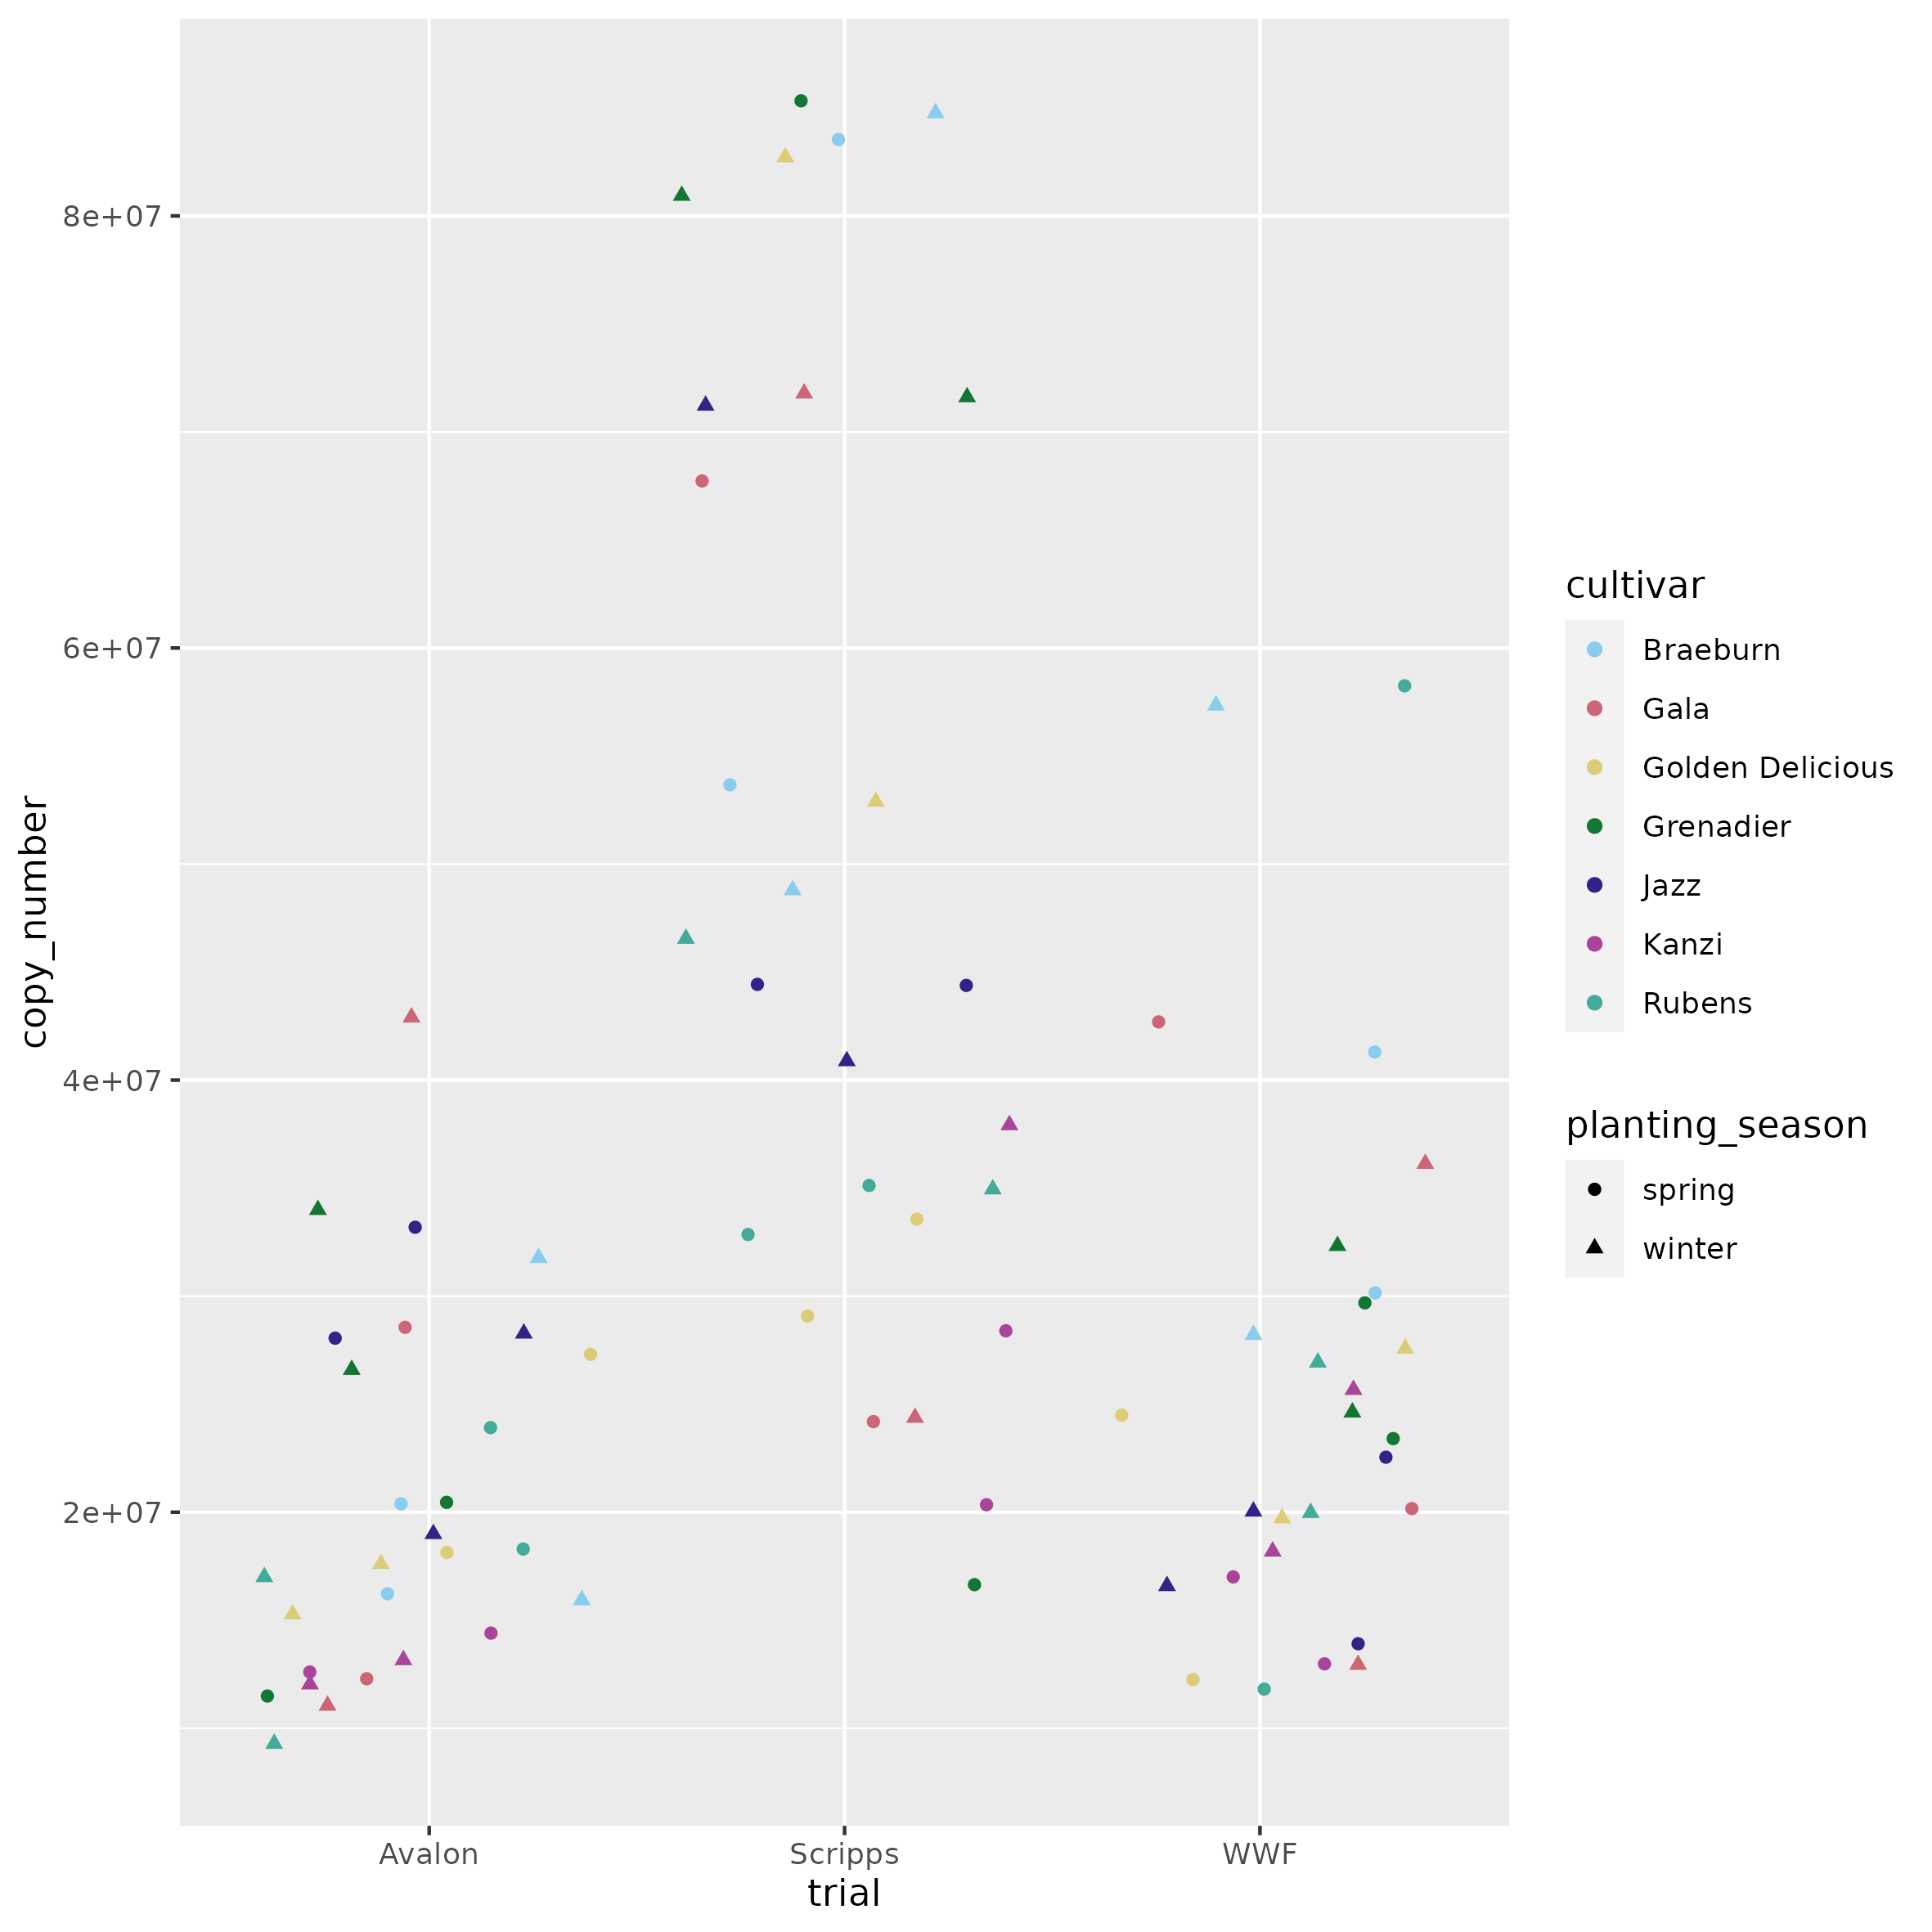 copy_number
8e+07
6e+07
4e+07
2e+07
Avalon
Scripps
WWF
trial
cultivar
Braeburn
Gala
Golden Delicious
Grenadier
Jazz
Kanzi
Rubens
planting_season
spring
winter